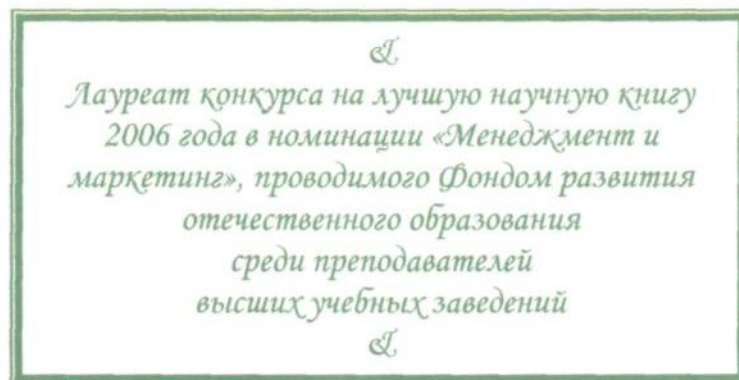 Лауреат конкурса на лучшую научную книгу
2006 года в номинации «Менеджмент и
маркетинг», проводимого Фондом развития
отечественного образования
среди преподавателей
высших учебных заведений